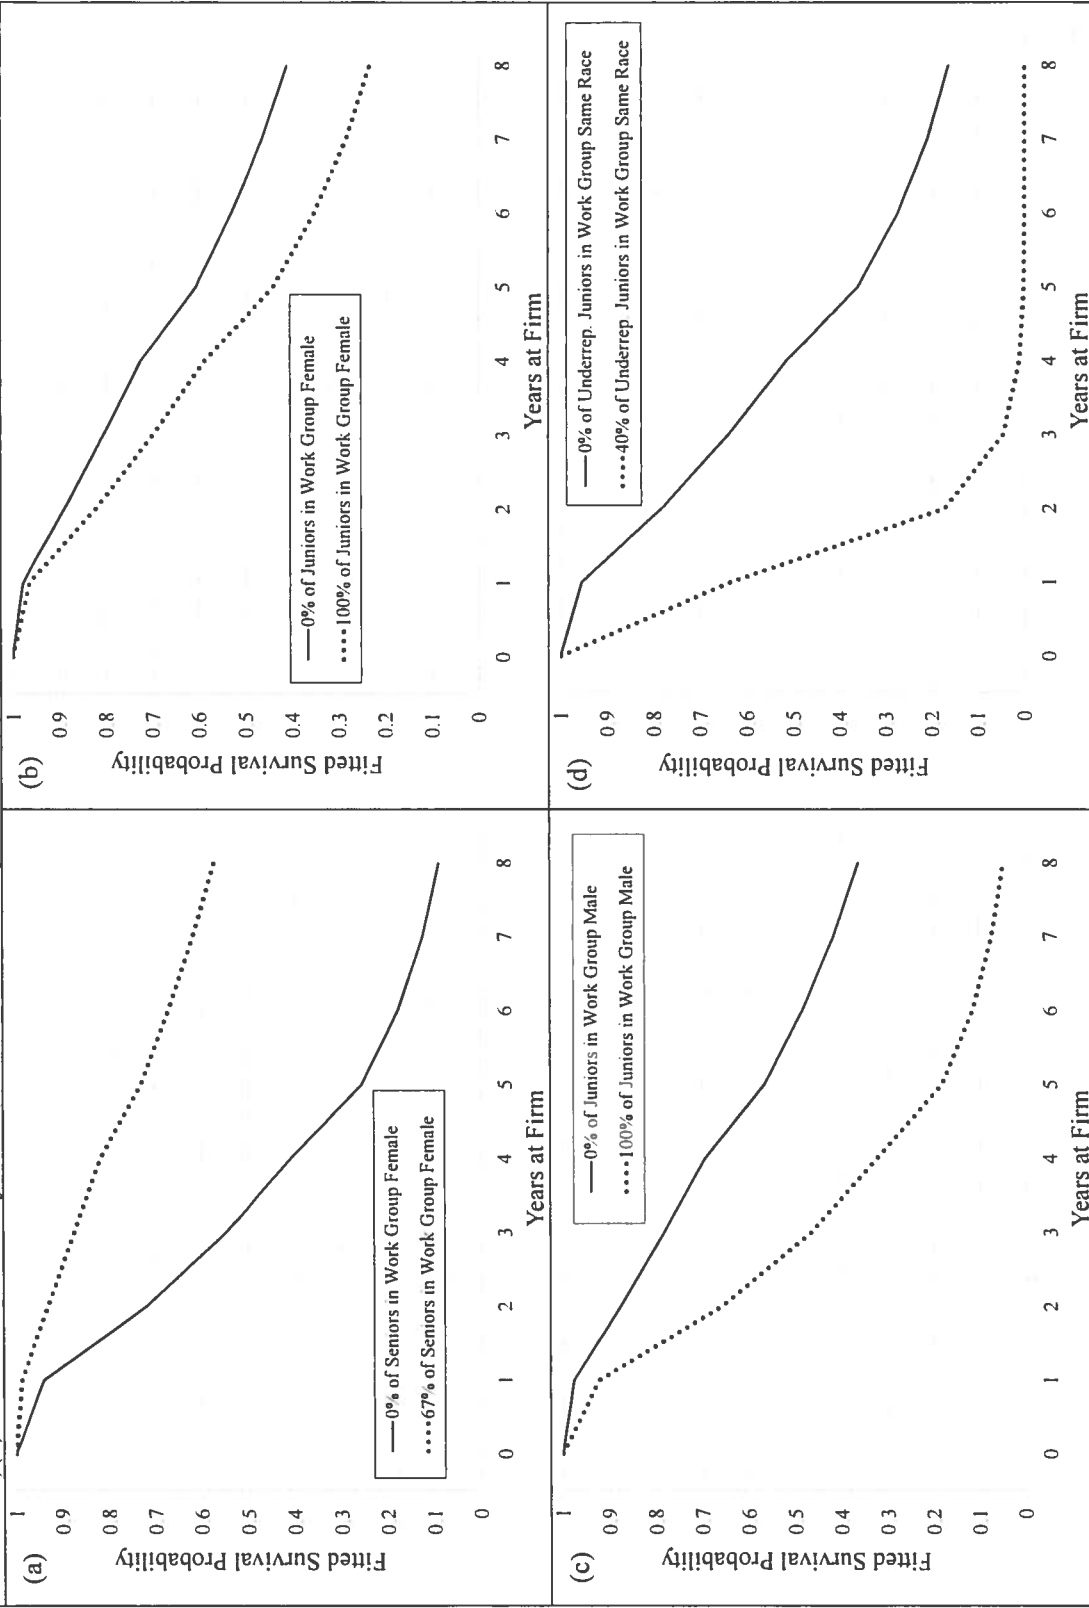 (a)
Fitted Survival Probability
1
0.9
0.8
0.7
0.6
0.5
0.4
0.3
0.2
0.1
0
0 1 2 3 4 5 6 7 8
Years at Firm
0% of Seniors in Work Group Female
67% of Seniors in Work Group Female
(b)
Fitted Survival Probability
1
0.9
0.8
0.7
0.6
0.5
0.4
0.3
0.2
0.1
0
0 1 2 3 4 5 6 7 8
Years at Firm
0% of Juniors in Work Group Female
100% of Juniors in Work Group Female
(c)
Fitted Survival Probability
1
0.9
0.8
0.7
0.6
0.5
0.4
0.3
0.2
0.1
0
0 1 2 3 4 5 6 7 8
Years at Firm
0% of Juniors in Work Group Male
100% of Juniors in Work Group Male
(d)
Fitted Survival Probability
1
0.9
0.8
0.7
0.6
0.5
0.4
0.3
0.2
0.1
0
0 1 2 3 4 5 6 7 8
Years at Firm
0% of Underrep. Juniors in Work Group Same Race
40% of Underrep. Juniors in Work Group Same Race